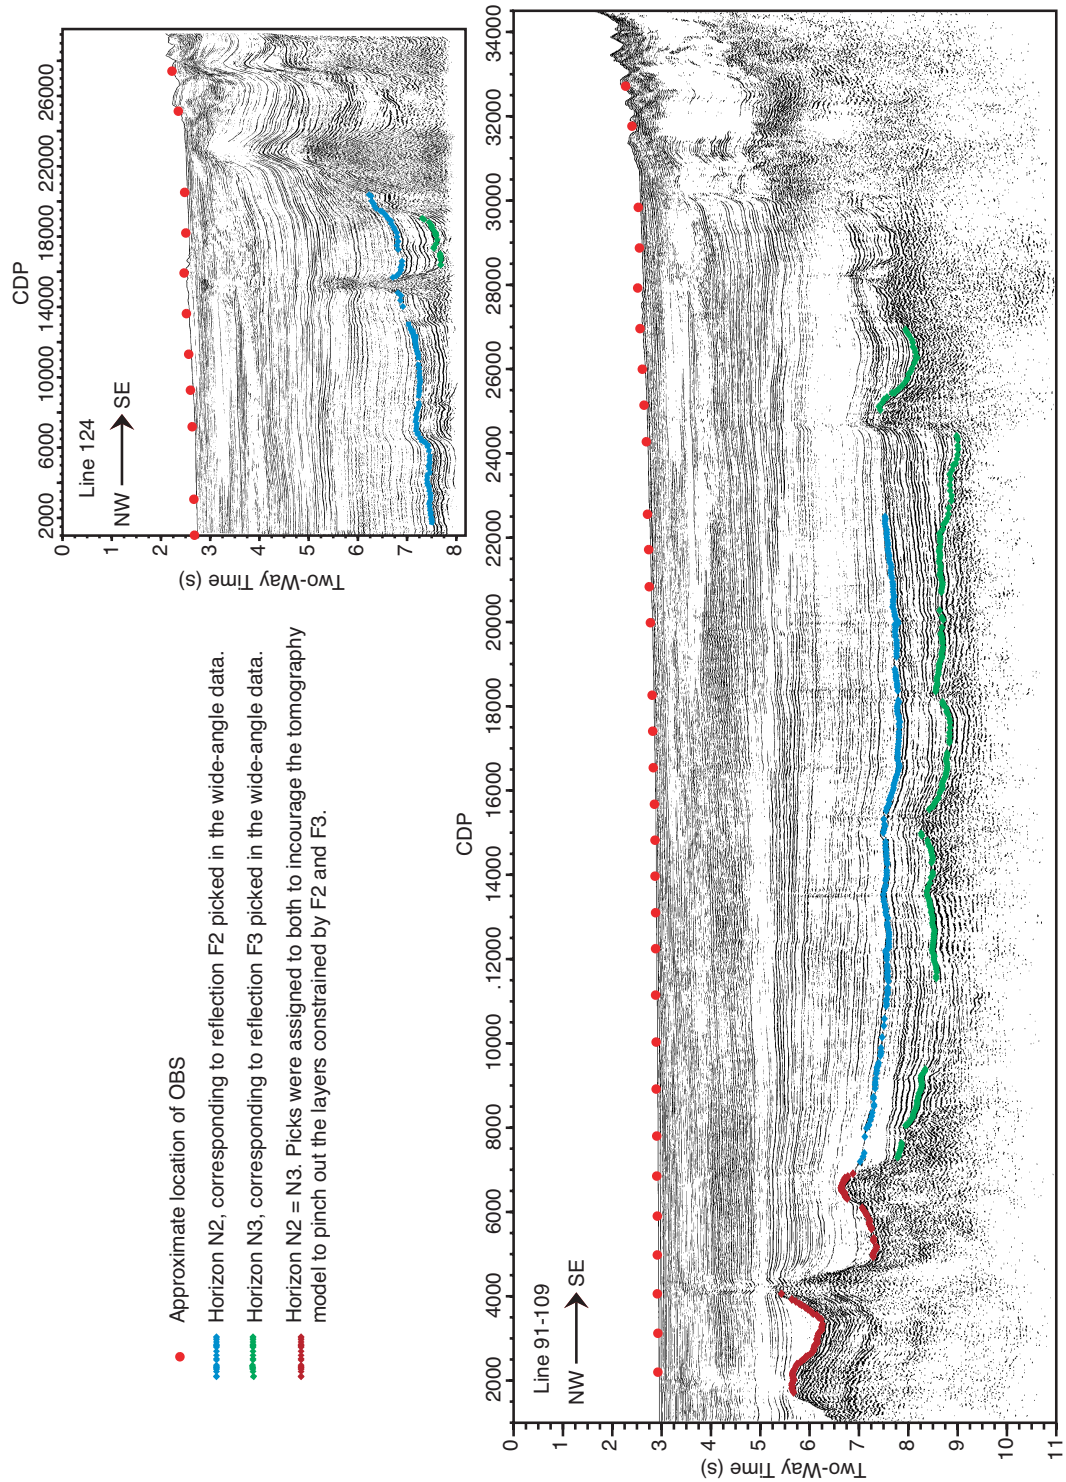 Approximate location of OBS
Horizon N2, corresponding to reflection F2 picked in the wide-angle data.
Horizon N3, corresponding to reflection F3 picked in the wide-angle data.
Horizon N2 = N3. Picks were assigned to both to incourage the tomography
model to pinch out the layers constrained by F2 and F3.
CDP
2000 6000 10000 14000 18000 22000 26000
Line 124
NW SE
Two-Way Time (s)
0
1
2
3
4
5
6
7
8
CDP
2000 4000 6000 8000 10000 12000 14000 16000 18000 20000 22000 24000 26000 28000 30000 32000 34000
Line 91-109
NW SE
Two-Way Time (s)
0
1
2
3
4
5
6
7
8
9
10
11